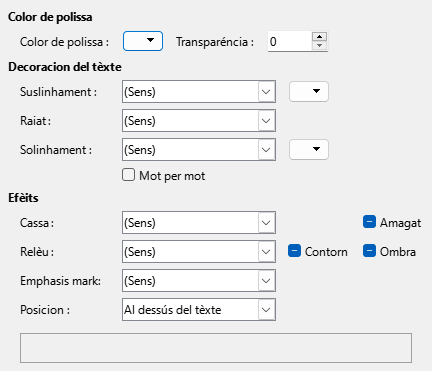 Color de polissa
Color de polissa : Transparéncia : 0
Decoracion del tèxte
Suslinhament : (Sens)
Raiat : (Sens)
Solinhament : (Sens)
Mot per mot
Efèits
Cassa : (Sens) Amagat
Relèu : (Sens) Contorn Ombra
Emphasis mark: (Sens)
Posicion : Al dessús del tèxte